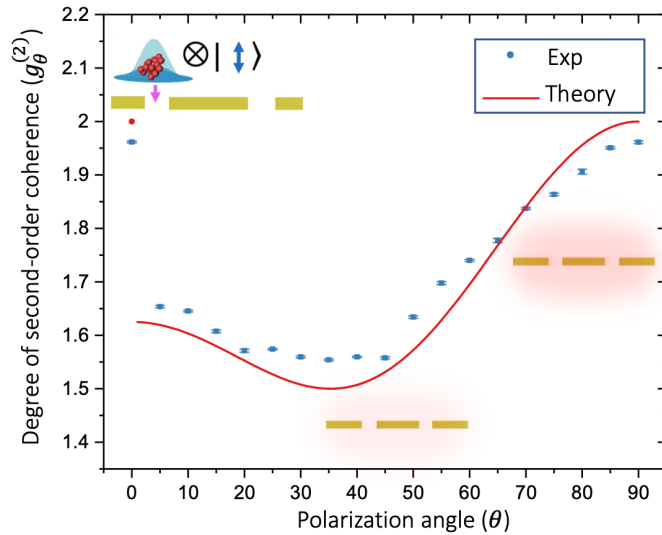 Degree of second-order coherence (g_θ^(2))
2.2
2.1
2
1.9
1.8
1.7
1.6
1.5
1.4
⊗|↕⟩
Exp
Theory
0 10 20 30 40 50 60 70 80 90
Polarization angle (θ)